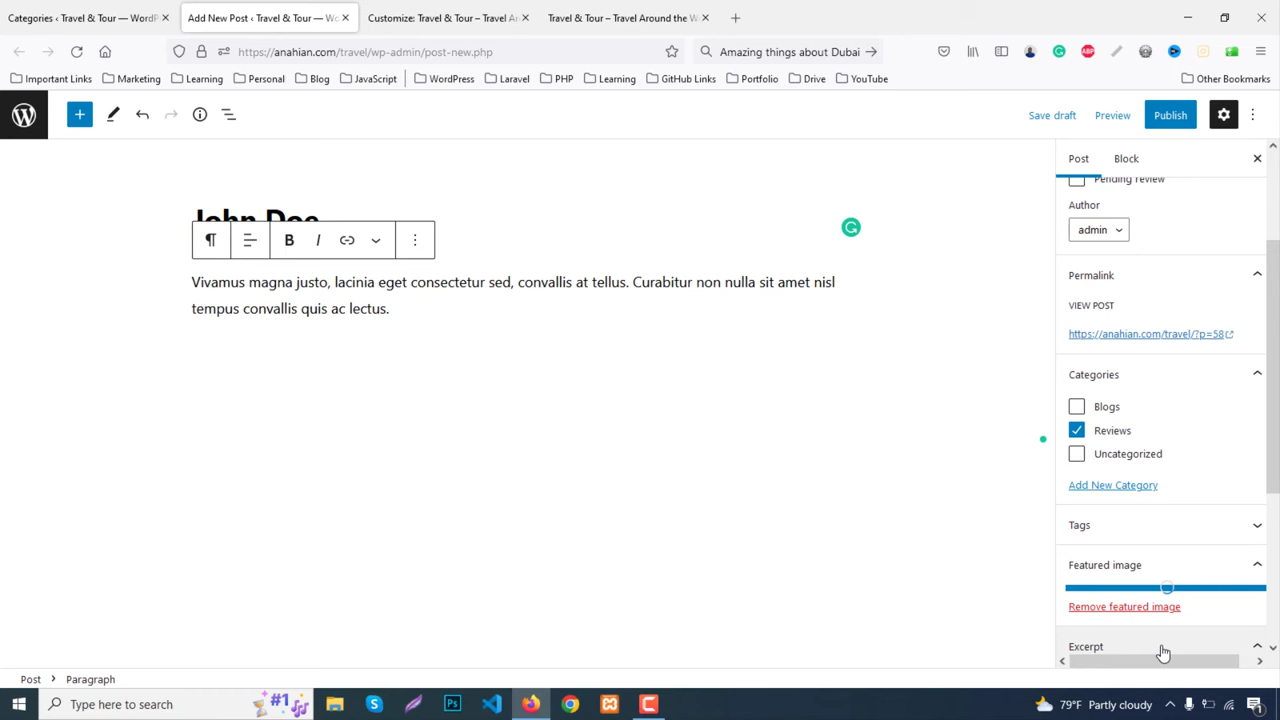 Categories ‹ Travel & Tour — WordP
Add New Post ‹ Travel & Tour — Wo
Customize: Travel & Tour – Travel Ar
Travel & Tour – Travel Around the W
https://anahian.com/travel/wp-admin/post-new.php
Amazing things about Dubai
Important Links
Marketing
Learning
Personal
Blog
JavaScript
WordPress
Laravel
PHP
Learning
GitHub Links
Portfolio
Drive
YouTube
Other Bookmarks
Save draft
Preview
Publish
Post
Block
Pending review
Author
admin
Permalink
VIEW POST
https://anahian.com/travel/?p=58
Categories
Blogs
Reviews
Uncategorized
Add New Category
Tags
Featured image
Remove featured image
Excerpt
John Doe
Vivamus magna justo, lacinia eget consectetur sed, convallis at tellus. Curabitur non nulla sit amet nisl
tempus convallis quis ac lectus.
Post
Paragraph
Type here to search
#1
79°F Partly cloudy